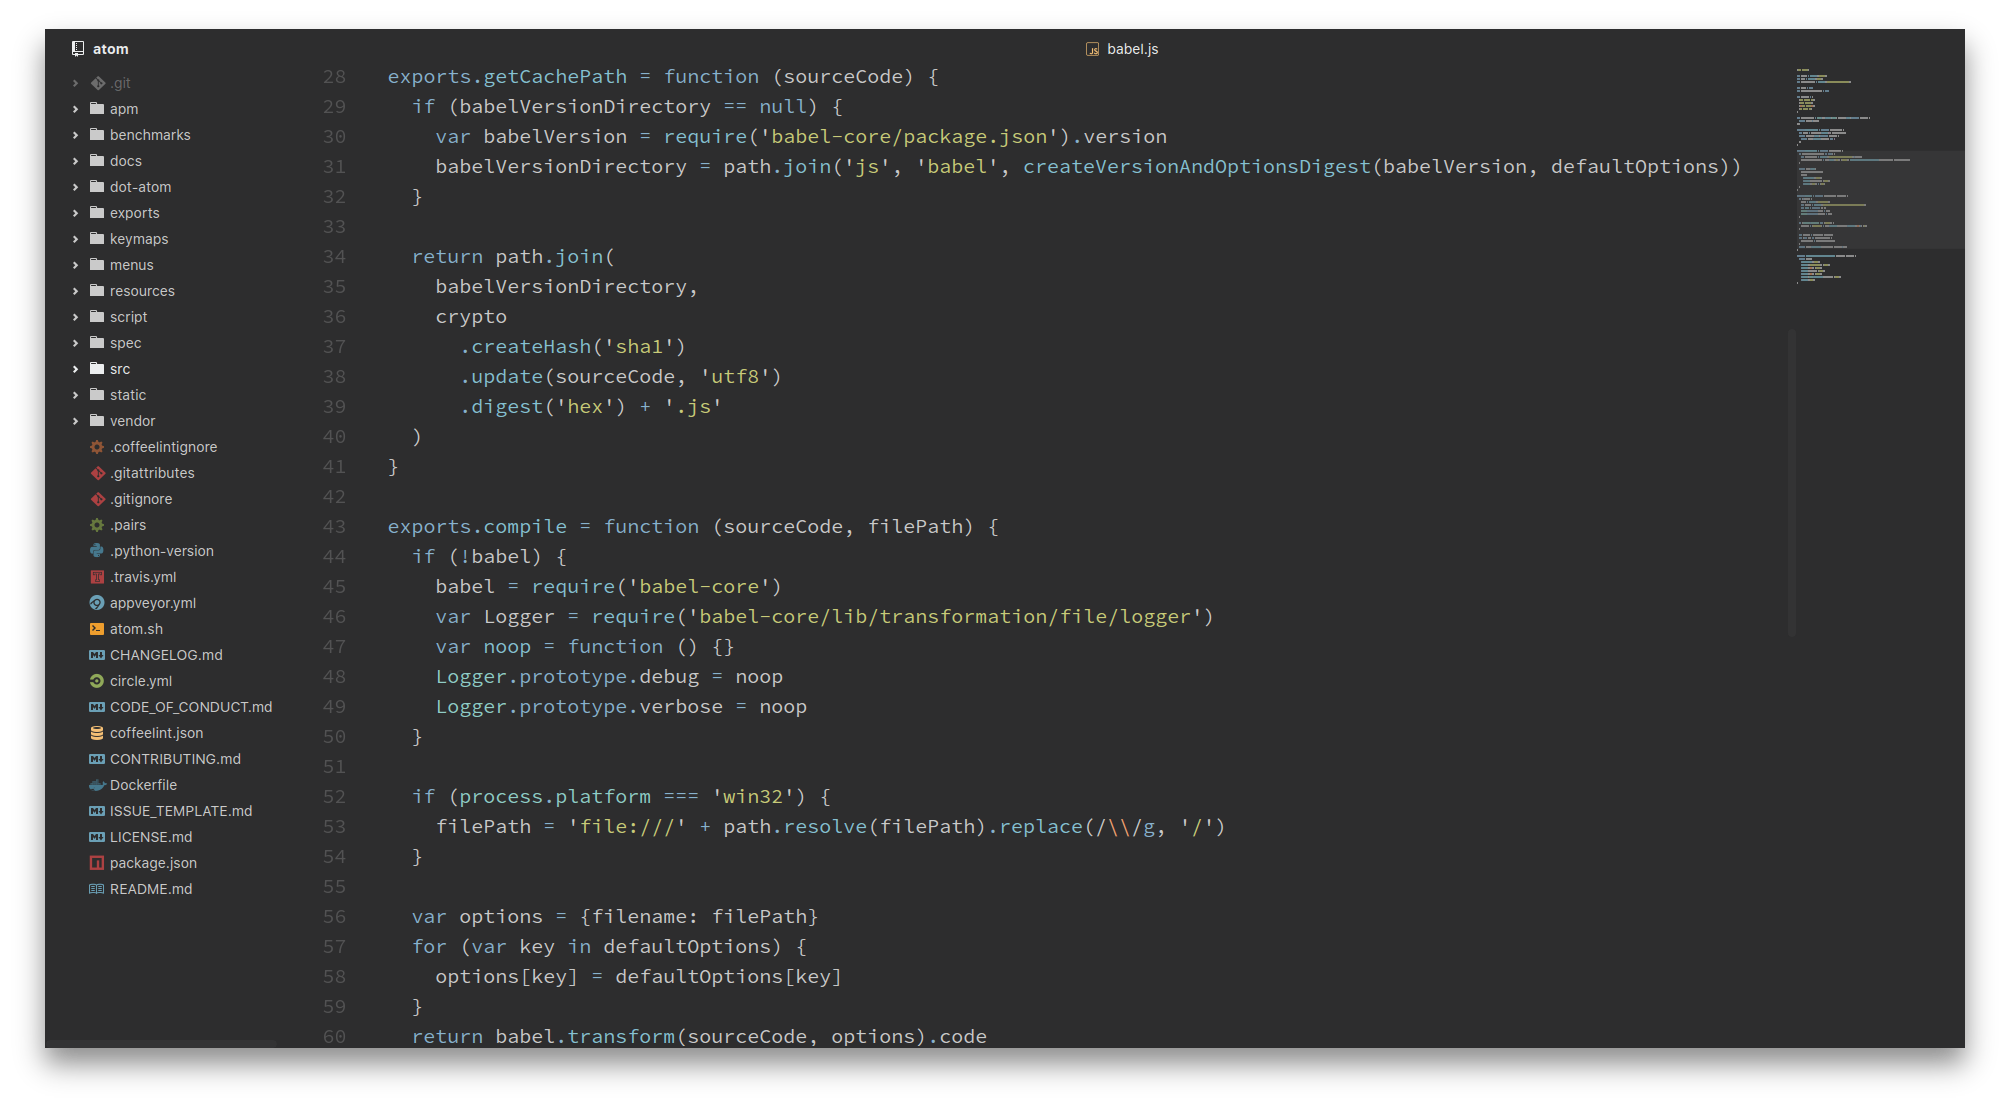 atom
babel.js
.git
apm
benchmarks
docs
dot-atom
exports
keymaps
menus
resources
script
spec
src
static
vendor
.coffeelintignore
.gitattributes
.gitignore
.pairs
.python-version
.travis.yml
appveyor.yml
atom.sh
CHANGELOG.md
circle.yml
CODE_OF_CONDUCT.md
coffeelint.json
CONTRIBUTING.md
Dockerfile
ISSUE_TEMPLATE.md
LICENSE.md
package.json
README.md
28 exports.getCachePath = function (sourceCode) {
29   if (babelVersionDirectory == null) {
30     var babelVersion = require('babel-core/package.json').version
31     babelVersionDirectory = path.join('js', 'babel', createVersionAndOptionsDigest(babelVersion, defaultOptions))
32   }
33
34   return path.join(
35     babelVersionDirectory,
36     crypto
37       .createHash('sha1')
38       .update(sourceCode, 'utf8')
39       .digest('hex') + '.js'
40   )
41 }
42
43 exports.compile = function (sourceCode, filePath) {
44   if (!babel) {
45     babel = require('babel-core')
46     var Logger = require('babel-core/lib/transformation/file/logger')
47     var noop = function () {}
48     Logger.prototype.debug = noop
49     Logger.prototype.verbose = noop
50   }
51
52   if (process.platform === 'win32') {
53     filePath = 'file:///' + path.resolve(filePath).replace(/\\/g, '/')
54   }
55
56   var options = {filename: filePath}
57   for (var key in defaultOptions) {
58     options[key] = defaultOptions[key]
59   }
60   return babel.transform(sourceCode, options).code